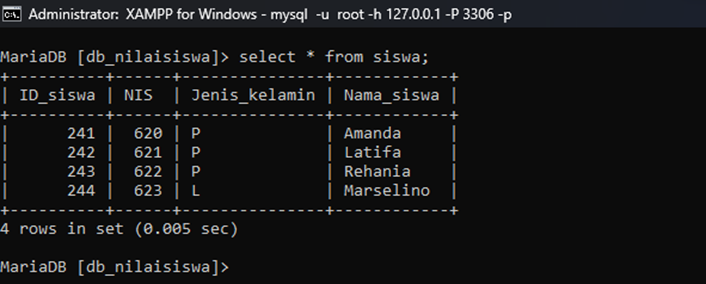 Administrator: XAMPP for Windows - mysql -u root -h 127.0.0.1 -P 3306 -p
MariaDB [db_nilaisiswa]> select * from siswa;
+----------+------+---------------+------------+
| ID_siswa | NIS  | Jenis_kelamin | Nama_siswa |
+----------+------+---------------+------------+
|      241 |  620 | P             | Amanda     |
|      242 |  621 | P             | Latifa     |
|      243 |  622 | P             | Rehania    |
|      244 |  623 | L             | Marselino  |
+----------+------+---------------+------------+
4 rows in set (0.005 sec)
MariaDB [db_nilaisiswa]>